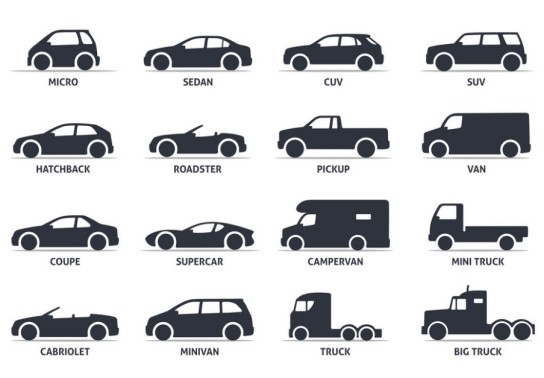 MICRO
SEDAN
CUV
SUV
HATCHBACK
ROADSTER
PICKUP
VAN
COUPE
SUPERCAR
CAMPERVAN
MINI TRUCK
CABRIOLET
MINIVAN
TRUCK
BIG TRUCK